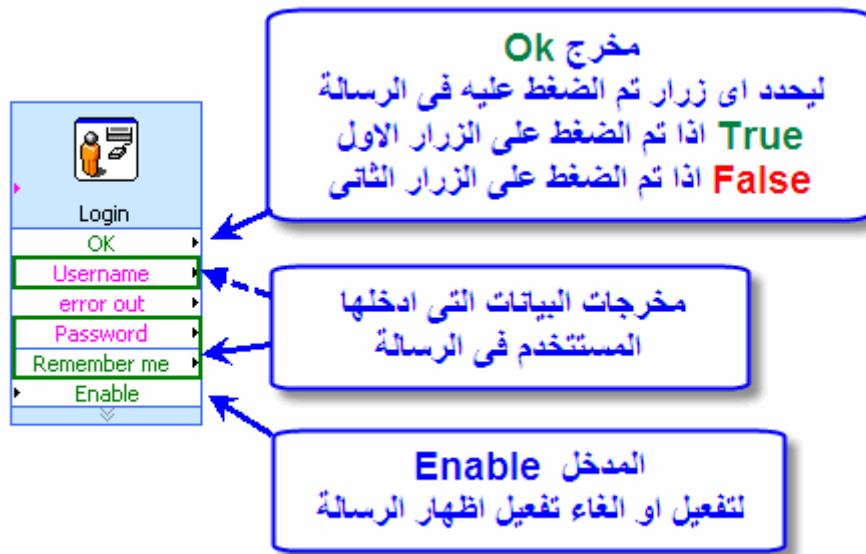 مخرج Ok
ليحدد اى زرار تم الضغط عليه فى الرسالة
True اذا تم الضغط على الزرار الاول
False اذا تم الضغط على الزرار الثانى
Login
OK
Username
error out
Password
Remember me
Enable
مخرجات البيانات التى ادخلها
المستتخدم فى الرسالة
المدخل Enable
لتفعيل او الغاء تفعيل اظهار الرسالة